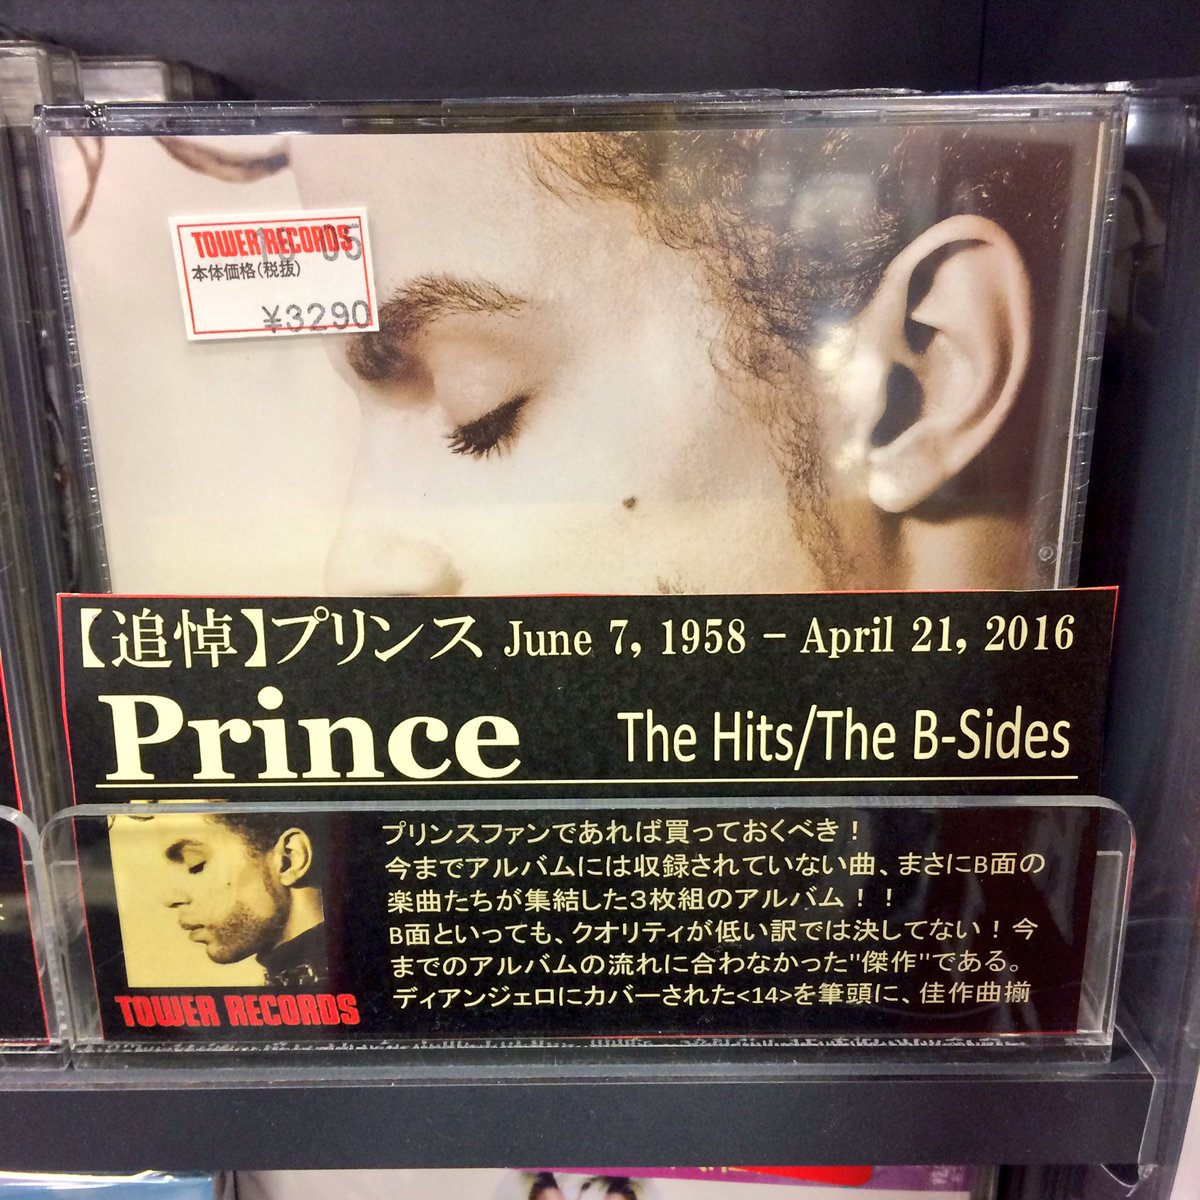 TOWER RECORDS
本体価格(税抜)
¥3290
【追悼】プリンス June 7, 1958 – April 21, 2016
Prince The Hits/The B-Sides
プリンスファンであれば買っておくべき！
今までアルバムには収録されていない曲、まさにB面の
楽曲たちが集結した３枚組のアルバム！！
B面といっても、クオリティが低い訳では決してない！今
までのアルバムの流れに合わなかった"傑作"である。
ディアンジェロにカバーされた<14>を筆頭に、佳作曲揃
TOWER RECORDS